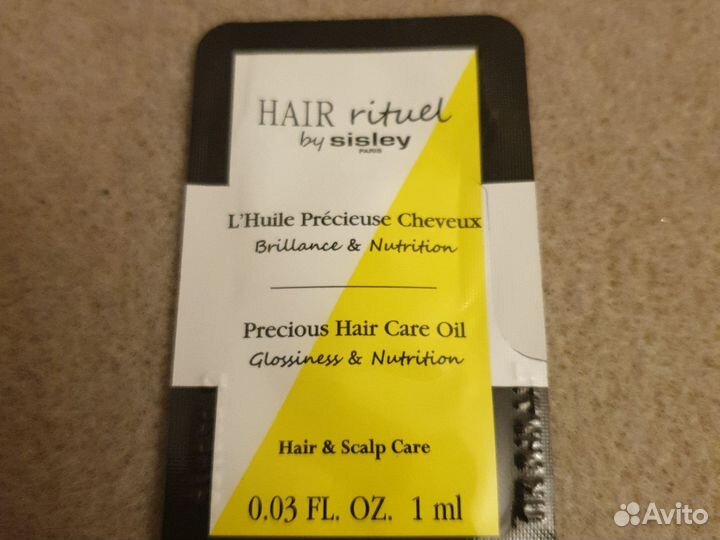 HAIR rituel
by sisley
PARIS
L'Huile Précieuse Cheveux
Brillance & Nutrition
Precious Hair Care Oil
Glossiness & Nutrition
Hair & Scalp Care
0.03 FL. OZ. 1 ml
Avito